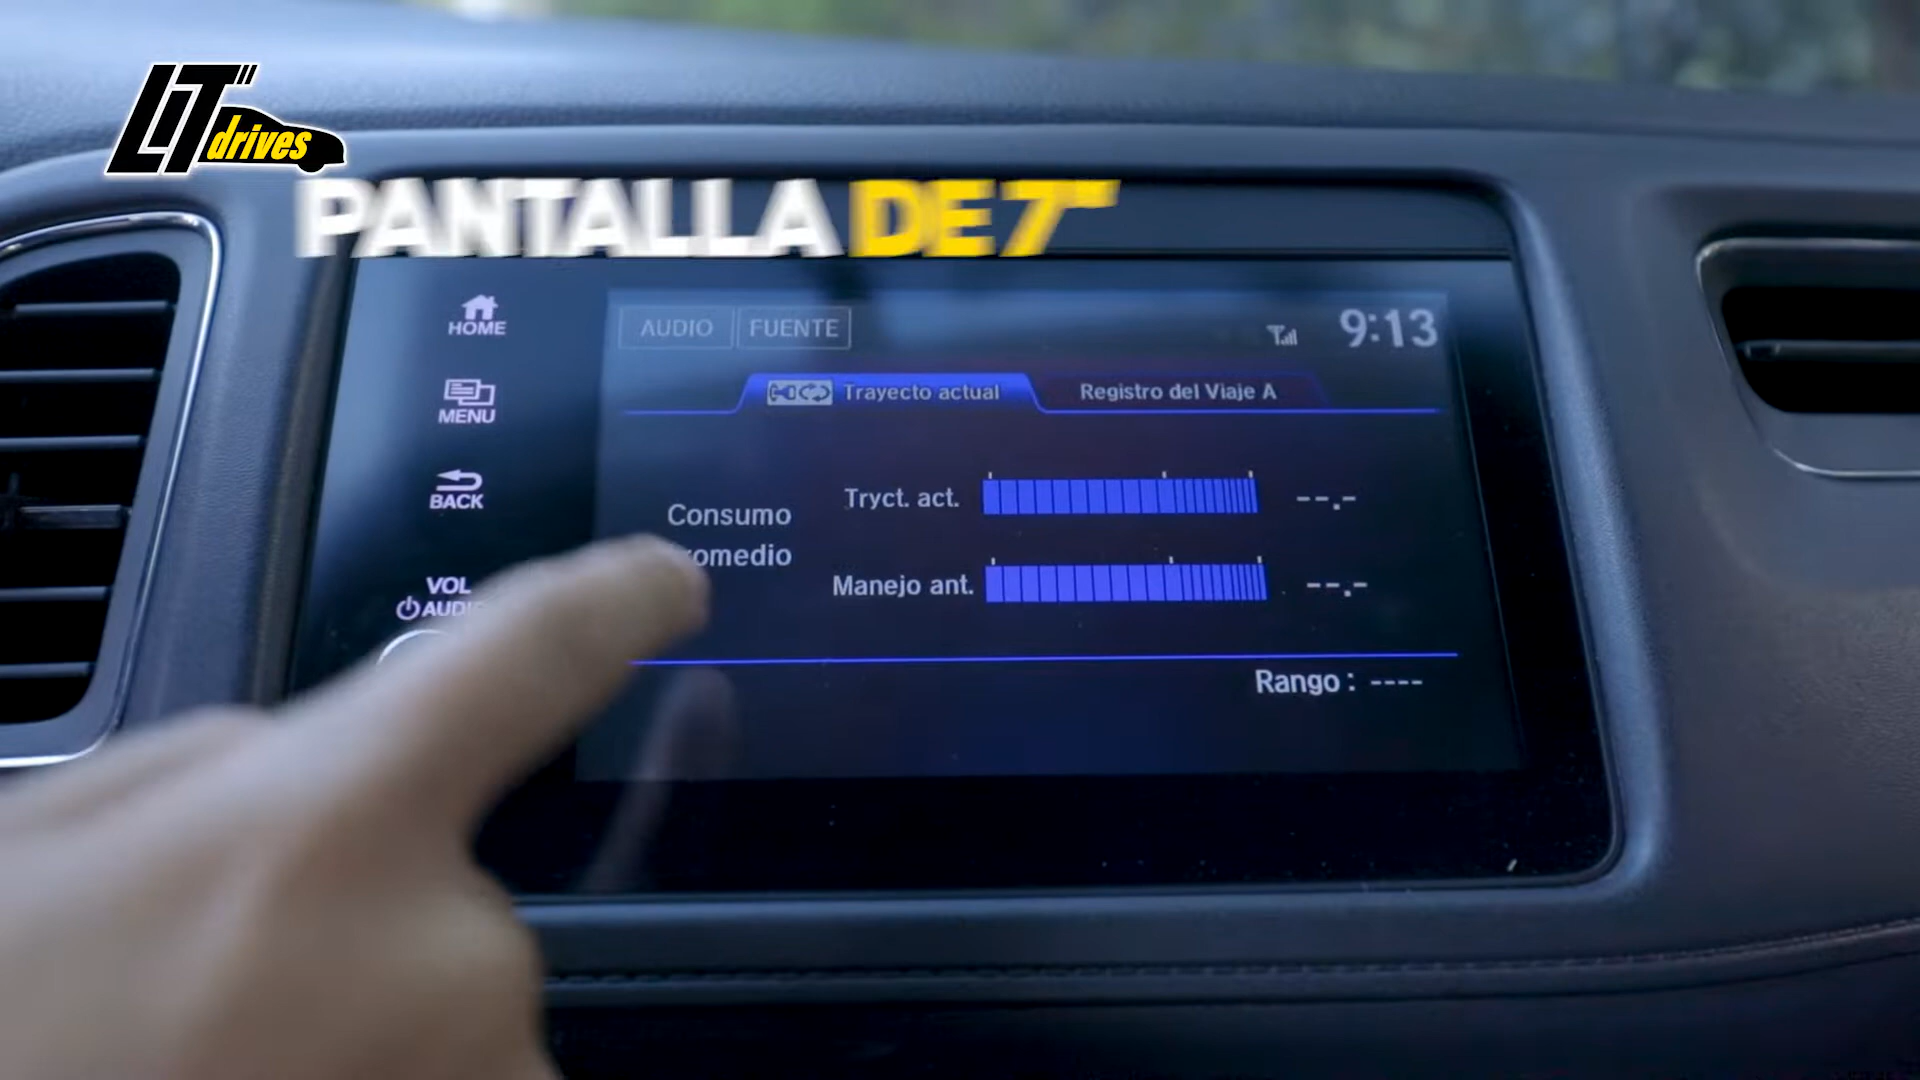 LIT drives
PANTALLA DE 7"
HOME
AUDIO FUENTE
9:13
MENU
Trayecto actual
Registro del Viaje A
BACK
Consumo
Tryct. act. --.-
Manejo ant. --.-
VOL
Rango : ----